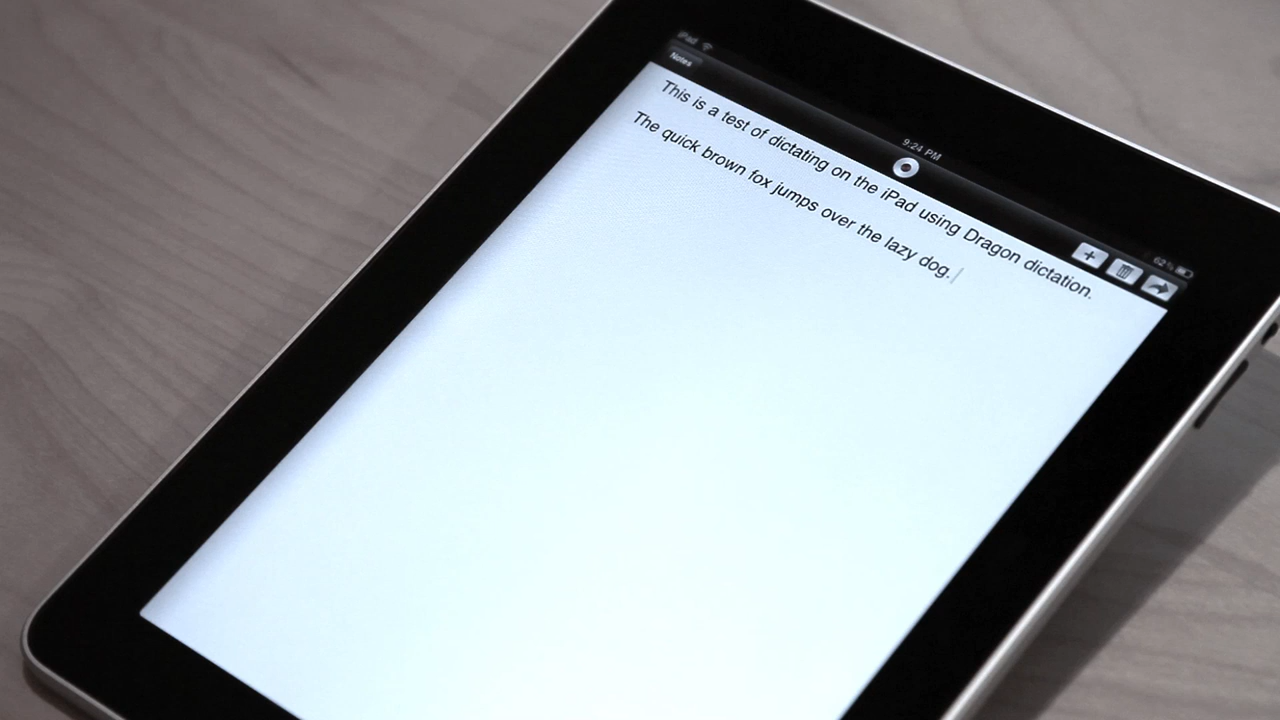 iPad
9:24 PM
62%
Notes
This is a test of dictating on the iPad using Dragon dictation.
The quick brown fox jumps over the lazy dog.